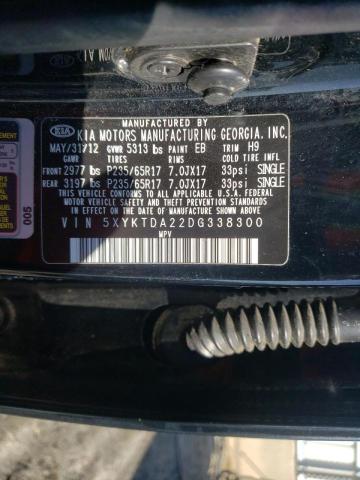 MANUFACTURED BY
KIA KIA MOTORS MANUFACTURING GEORGIA, INC.
MAY/31/12 GVWR 5313 lbs PAINT EB TRIM H9
GAWR TIRES RIMS COLD TIRE INFL
FRONT 2977 lbs P235/65R17 7.0JX17 33psi SINGLE
REAR 3197 lbs P235/65R17 7.0JX17 33psi SINGLE
THIS VEHICLE CONFORMS TO ALL APPLICABLE FEDERAL MOTOR VEHICLE
SAFETY STANDARDS IN EFFECT ON THE DATE OF MANUFACTURE SHOWN ABOVE.
VIN 5XYKTDA22DG338300
MPV
005